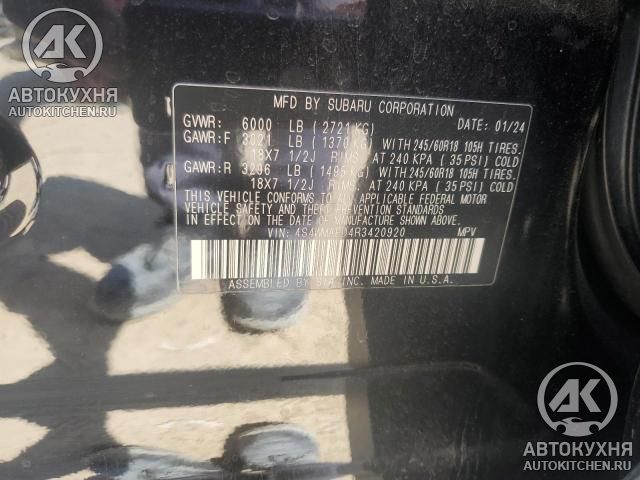 АК
АВТОКУХНЯ
AUTOKITCHEN.RU
MFD BY SUBARU CORPORATION
GVWR: 6000 LB (2721 KG) DATE: 01/24
GAWR:F 3021 LB (1370 KG) WITH 245/60R18 105H TIRES.
18X7 1/2J RIMS. AT 240 KPA (35 PSI) COLD
GAWR:R 3296 LB (1495 KG) WITH 245/60R18 105H TIRES.
18X7 1/2J RIMS. AT 240 KPA (35 PSI) COLD
THIS VEHICLE CONFORMS TO ALL APPLICABLE FEDERAL MOTOR
VEHICLE SAFETY AND THEFT PREVENTION STANDARDS
IN EFFECT ON THE DATE OF MANUFACTURE SHOWN ABOVE.
VIN: MPV
ASSEMBLED BY SIA, INC. MADE IN U.S.A.
АК
АВТОКУХНЯ
AUTOKITCHEN.RU